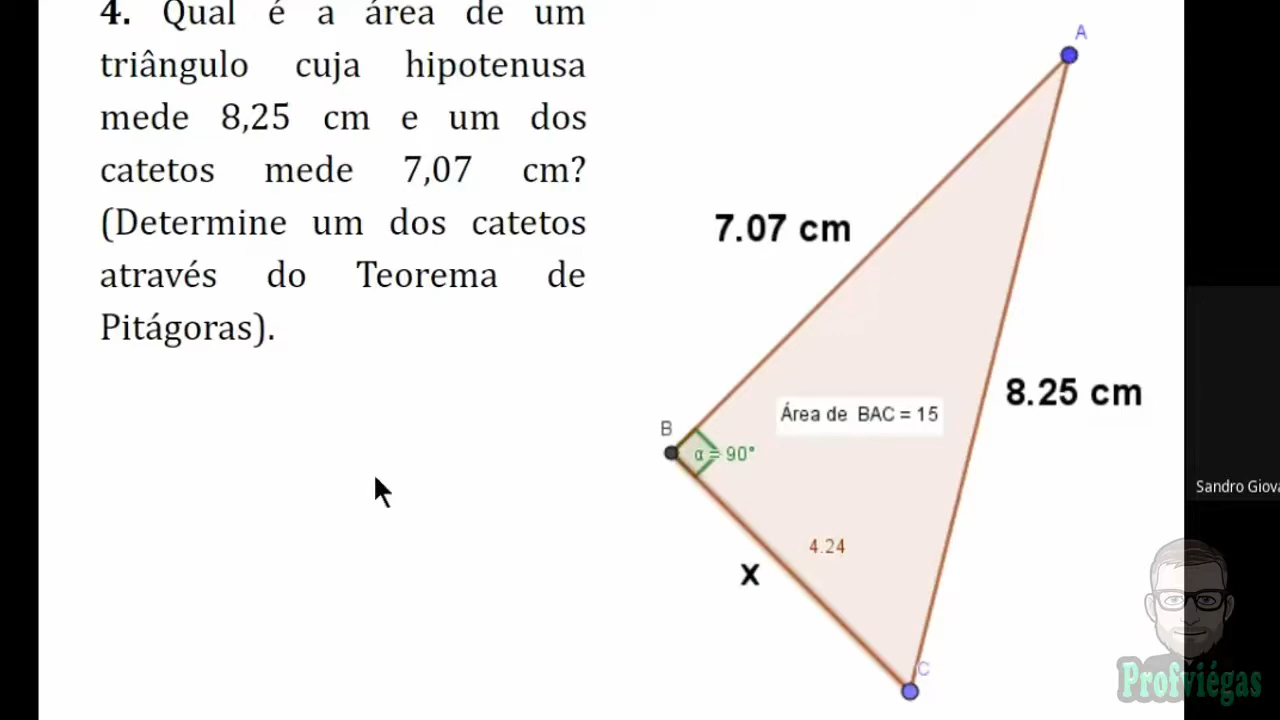 4. Qual é a área de um
triângulo cuja hipotenusa
mede 8,25 cm e um dos
catetos mede 7,07 cm?
(Determine um dos catetos
através do Teorema de
Pitágoras).
A
7.07 cm
8.25 cm
Área de BAC = 15
B
α = 90°
4.24
x
C
Sandro Giova
Profviégas